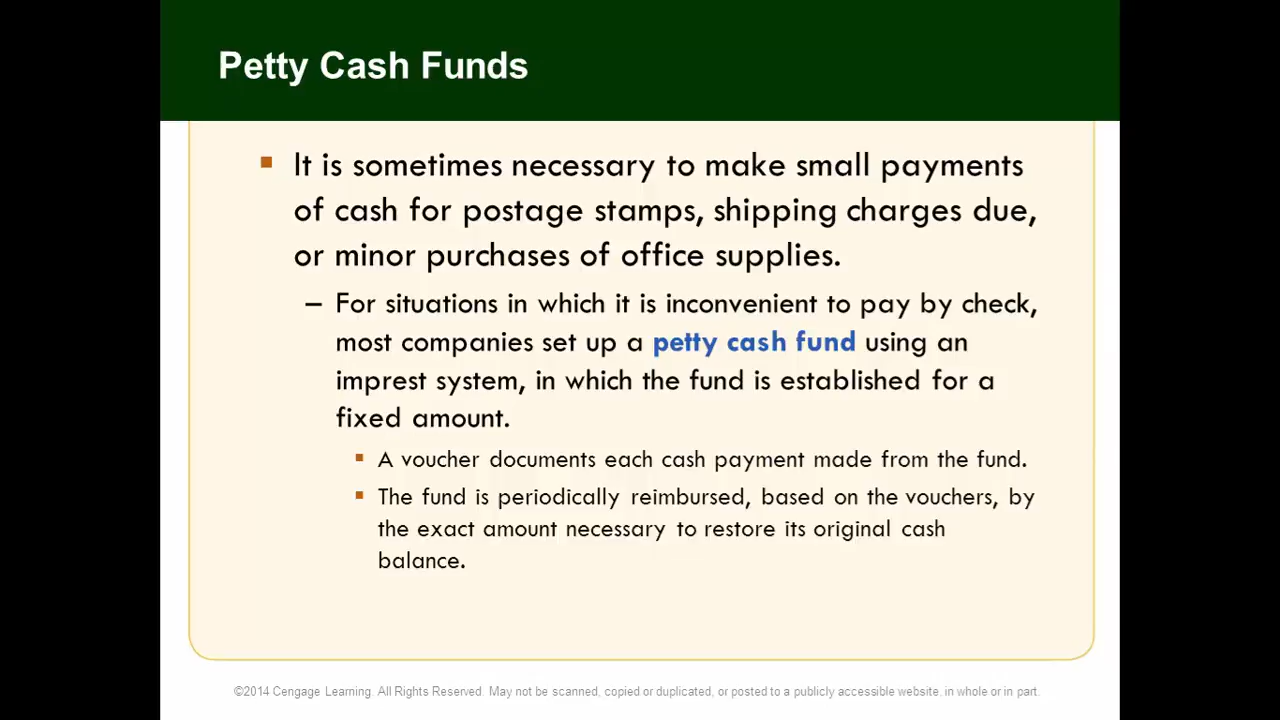 Petty Cash Funds
It is sometimes necessary to make small payments
of cash for postage stamps, shipping charges due,
or minor purchases of office supplies.
– For situations in which it is inconvenient to pay by check,
most companies set up a petty cash fund using an
imprest system, in which the fund is established for a
fixed amount.
A voucher documents each cash payment made from the fund.
The fund is periodically reimbursed, based on the vouchers, by
the exact amount necessary to restore its original cash
balance.
©2014 Cengage Learning. All Rights Reserved. May not be scanned, copied or duplicated, or posted to a publicly accessible website, in whole or in part.